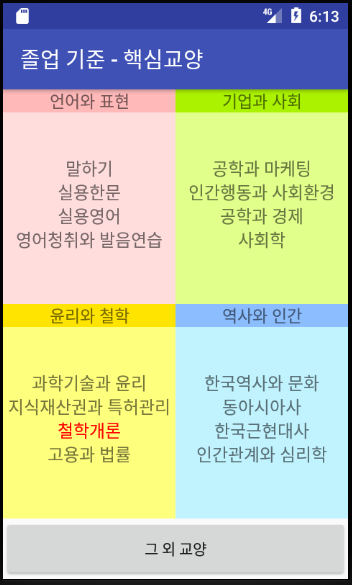 4G 6:13
졸업 기준 - 핵심교양
언어와 표현
기업과 사회
말하기
실용한문
실용영어
영어청취와 발음연습
공학과 마케팅
인간행동과 사회환경
공학과 경제
사회학
윤리와 철학
역사와 인간
과학기술과 윤리
지식재산권과 특허관리
철학개론
고용과 법률
한국역사와 문화
동아시아사
한국근현대사
인간관계와 심리학
그 외 교양